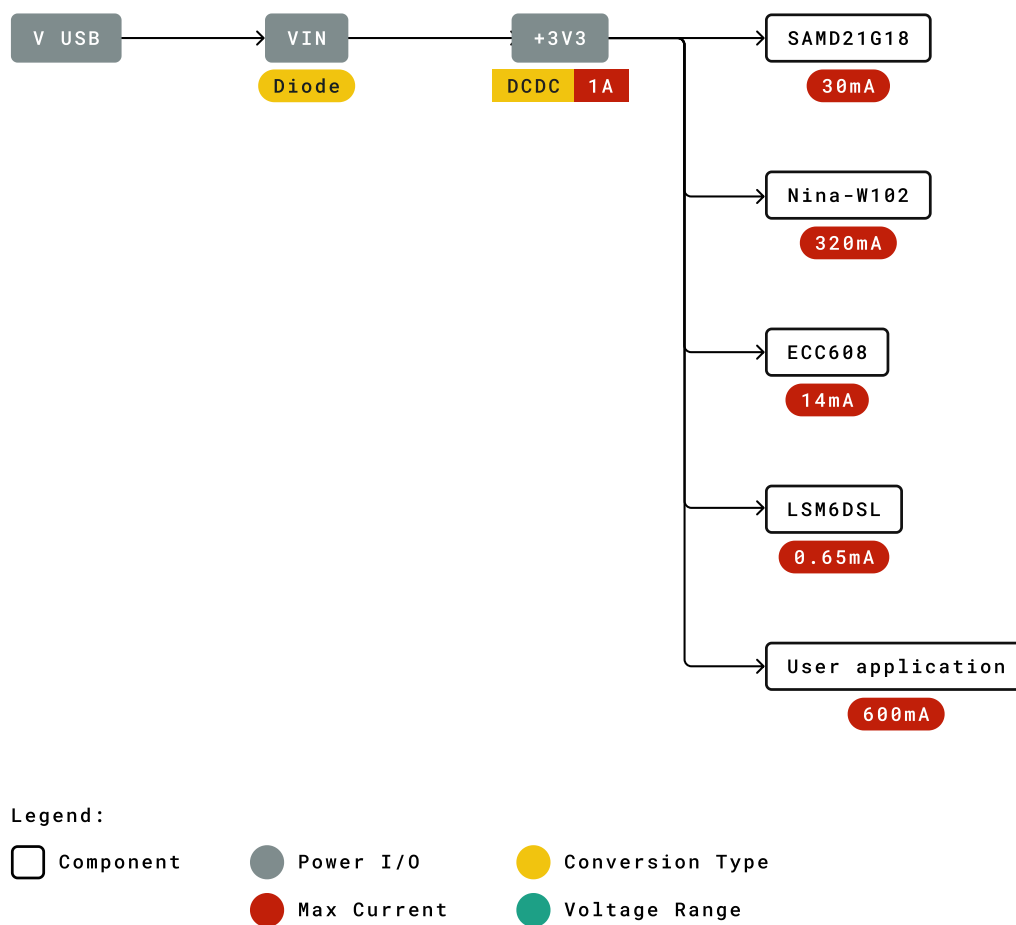 V USB
VIN
+3V3
SAMD21G18
Diode
DCDC 1A
30mA
Nina-W102
320mA
ECC608
14mA
LSM6DSL
0.65mA
User application
600mA
Legend:
Component
Power I/O
Conversion Type
Max Current
Voltage Range